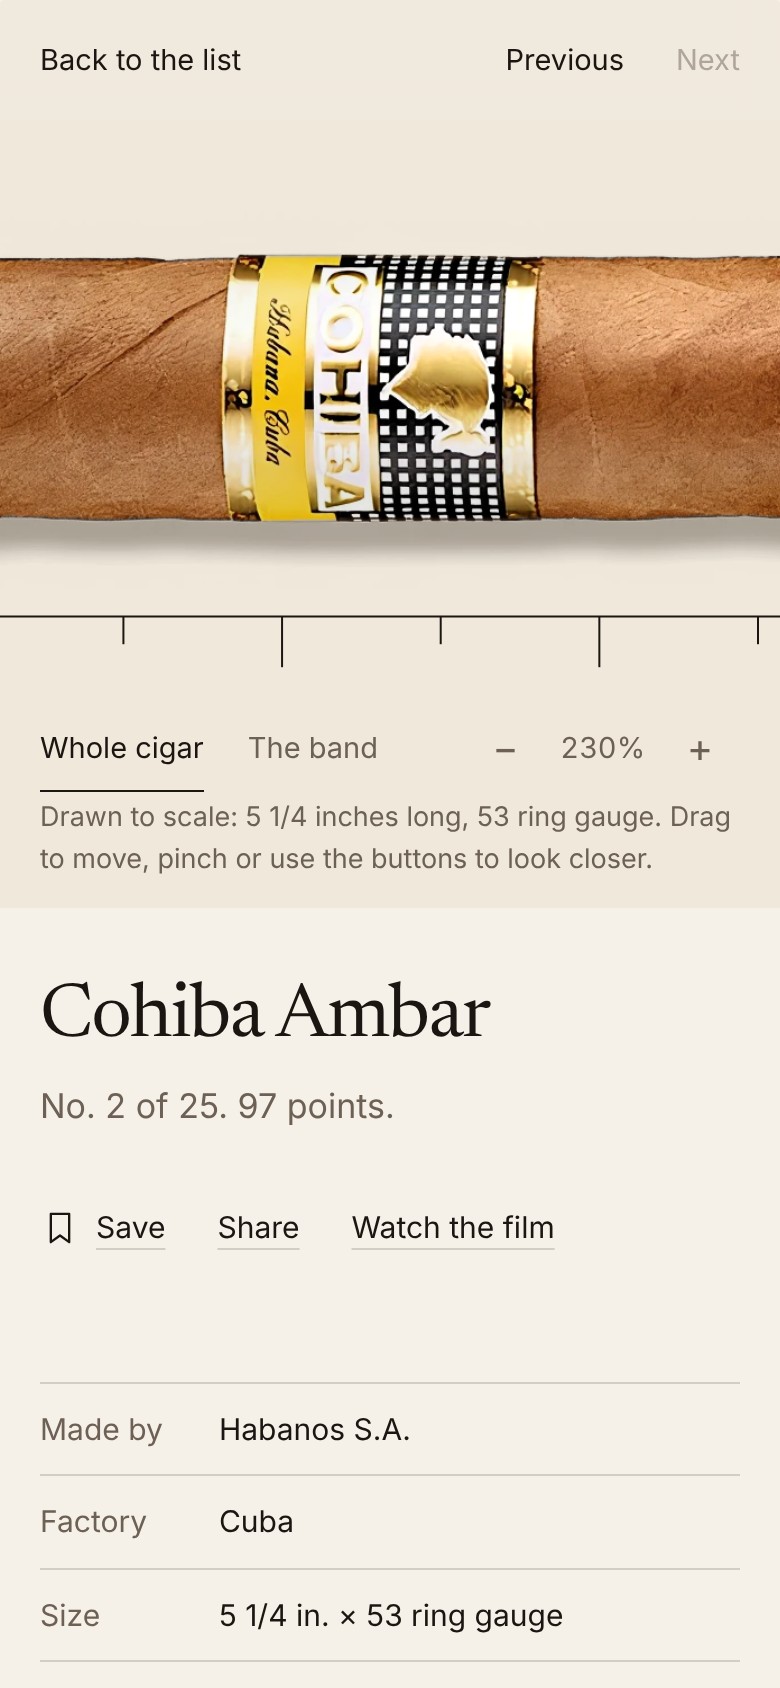 Back to the list Previous Next
Habana, Cuba
COHIBA
Whole cigar The band − 230% +
Drawn to scale: 5 1/4 inches long, 53 ring gauge. Drag
to move, pinch or use the buttons to look closer.
Cohiba Ambar
No. 2 of 25. 97 points.
Save Share Watch the film
Made by Habanos S.A.
Factory Cuba
Size 5 1/4 in. × 53 ring gauge